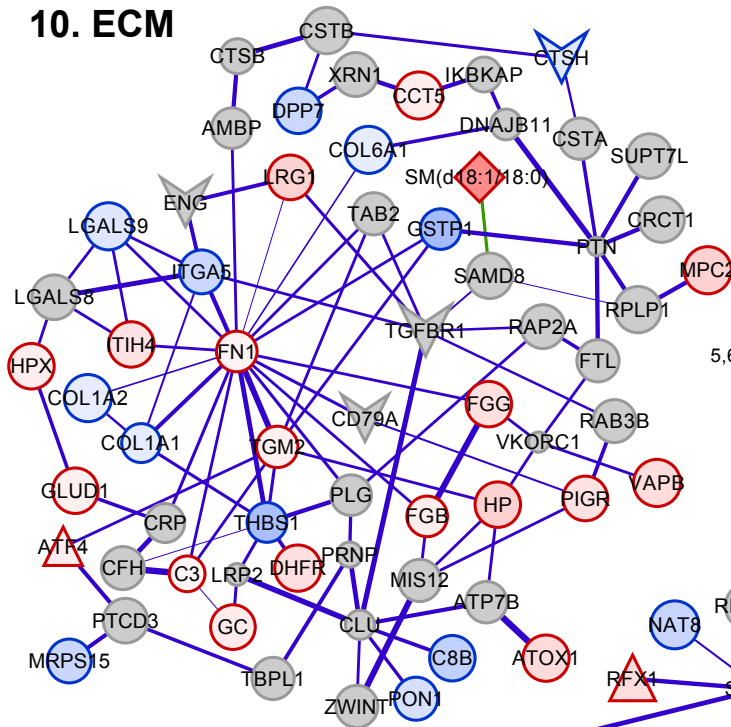 10. ECM
CSTB
CTSB
CTSH
XRN1
IKBKAP
CCT5
DPP7
AMBP
DNAJB11
CSTA
COL6A1
SUPT7L
LRG1
SM(d18:1/18:0)
ENG
TAB2
LGALS9
GSTP1
CRCT1
PTN
ITGA5
MPC2
SAMD8
LGALS8
RPLP1
TGFBR1
RAP2A
ITIH4
FN1
5,6
FTL
HPX
COL1A2
FGG
CD79A
RAB3B
COL1A1
TGM2
VKORC1
GLUD1
PLG
VAPB
PIGR
HP
FGB
CRP
THBS1
ATF4
PRNP
CFH
C3
LRP2
DHFR
MIS12
ATP7B
PTCD3
GC
CLU
NAT8
MRPS15
C8B
ATOX1
TBPL1
RFX1
PON1
ZWINT